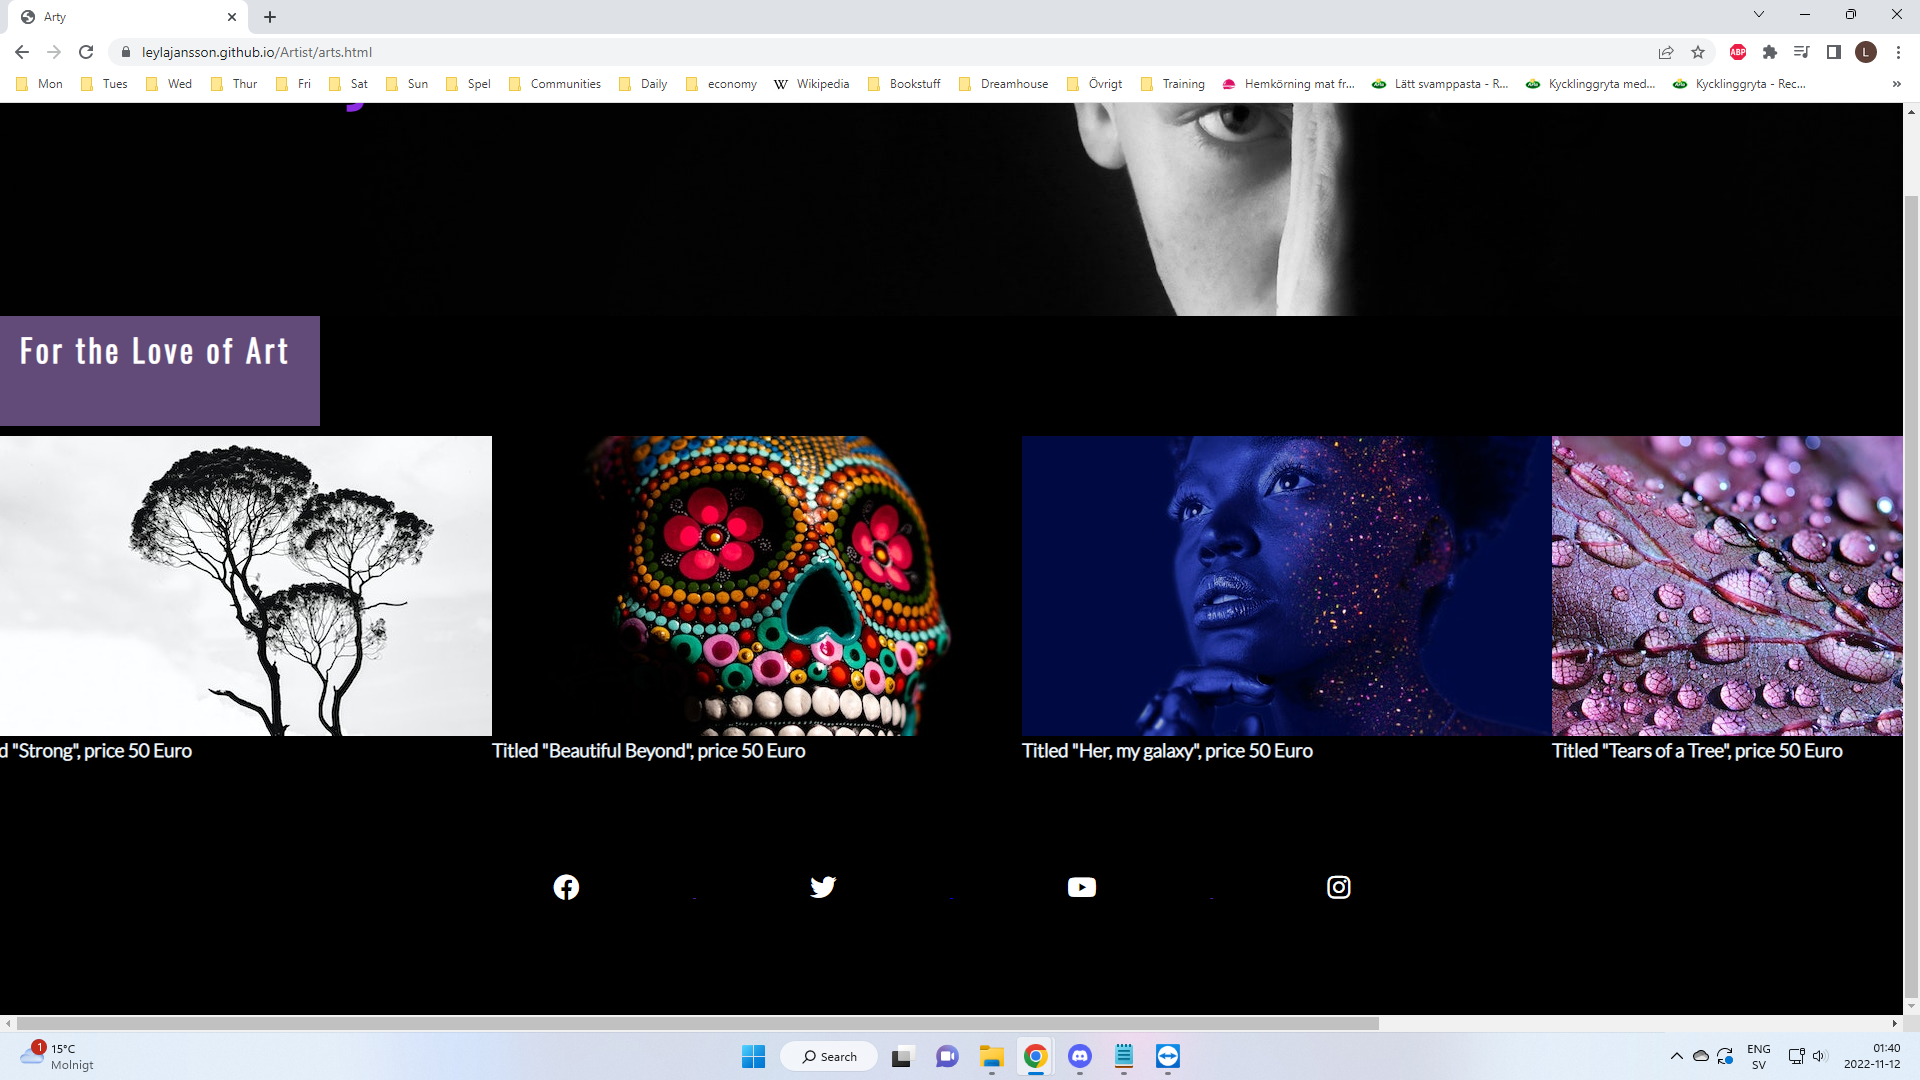 Arty
leylajansson.github.io/Artist/arts.html
ABP
L
Mon Tues Wed Thur Fri Sat Sun Spel Communities Daily economy W Wikipedia Bookstuff Dreamhouse Övrigt Training Hemkörning mat fr... Lätt svamppasta - R... Kycklinggryta med... Kycklinggryta - Rec... »
For the Love of Art
d "Strong", price 50 Euro
Titled "Beautiful Beyond", price 50 Euro
Titled "Her, my galaxy", price 50 Euro
Titled "Tears of a Tree", price 50 Euro
1
15°C
Molnigt
Search
ENG
SV
01:40
2022-11-12